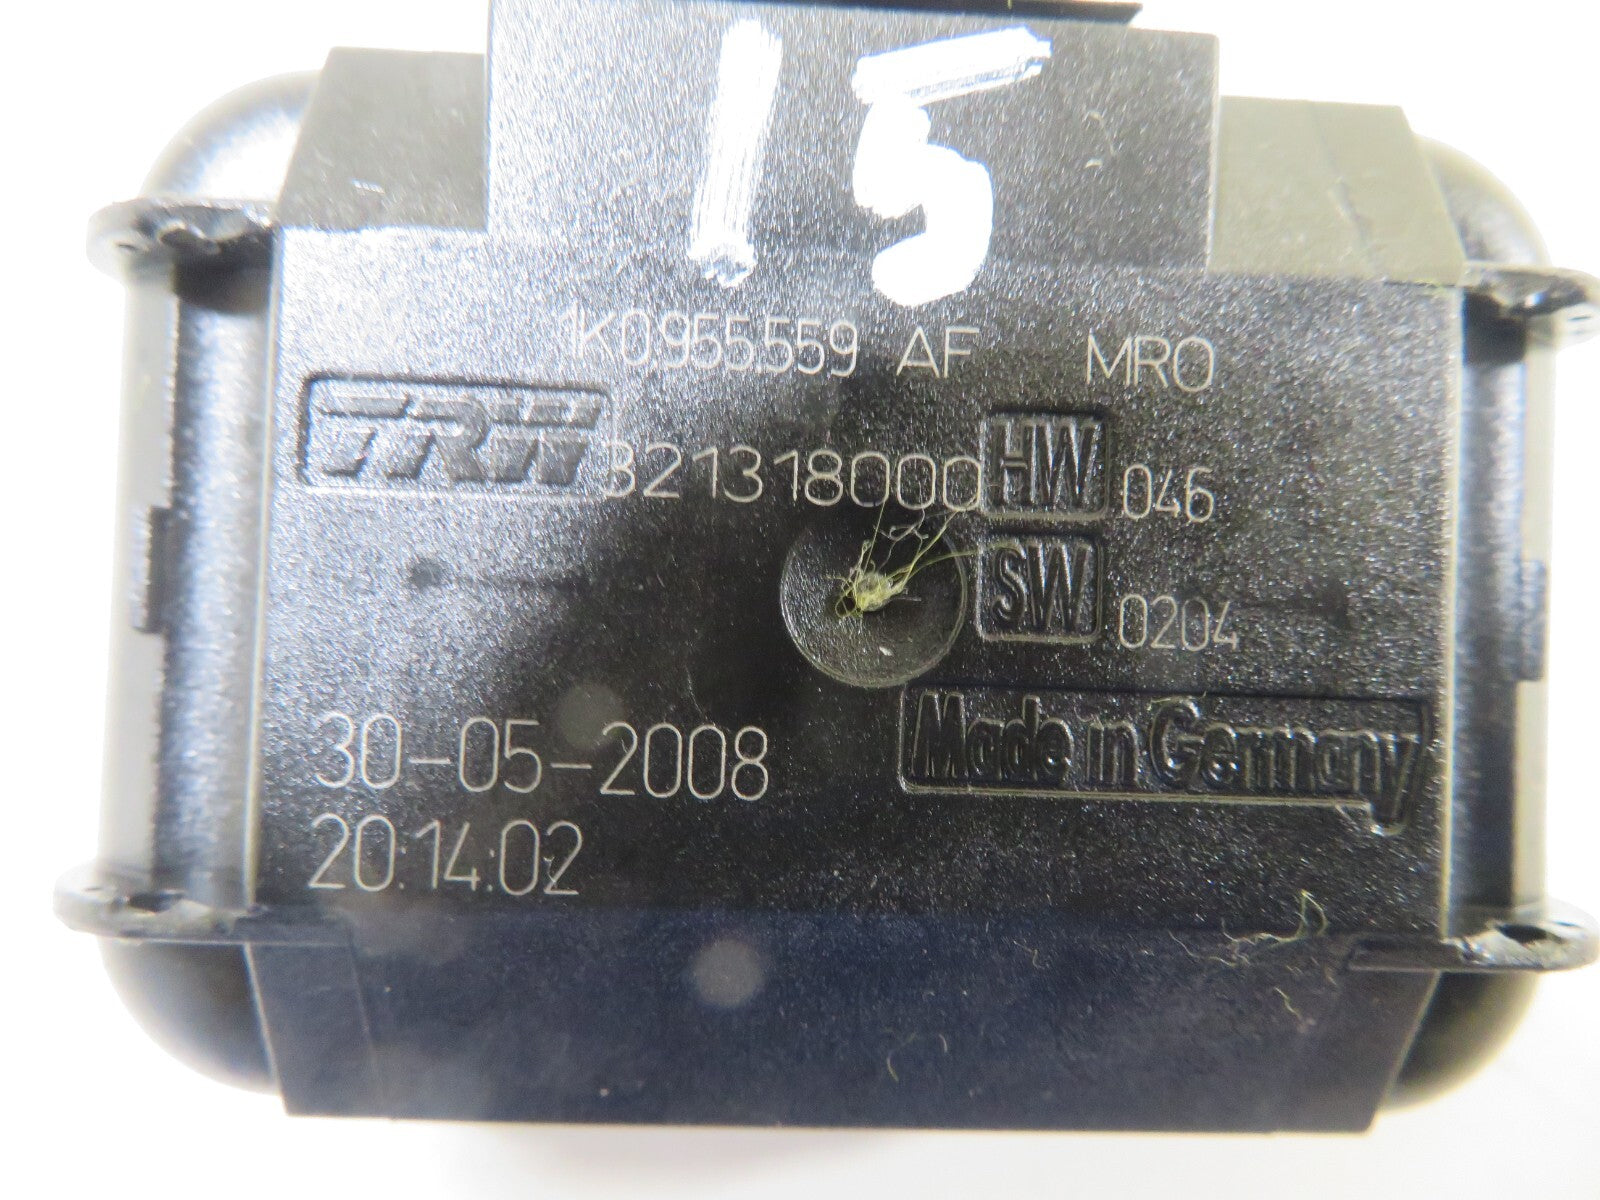 15
1K0955559 AF MRO
TRW 321318000 HW 046
SW 0204
Made in Germany
30-05-2008
20:14:02